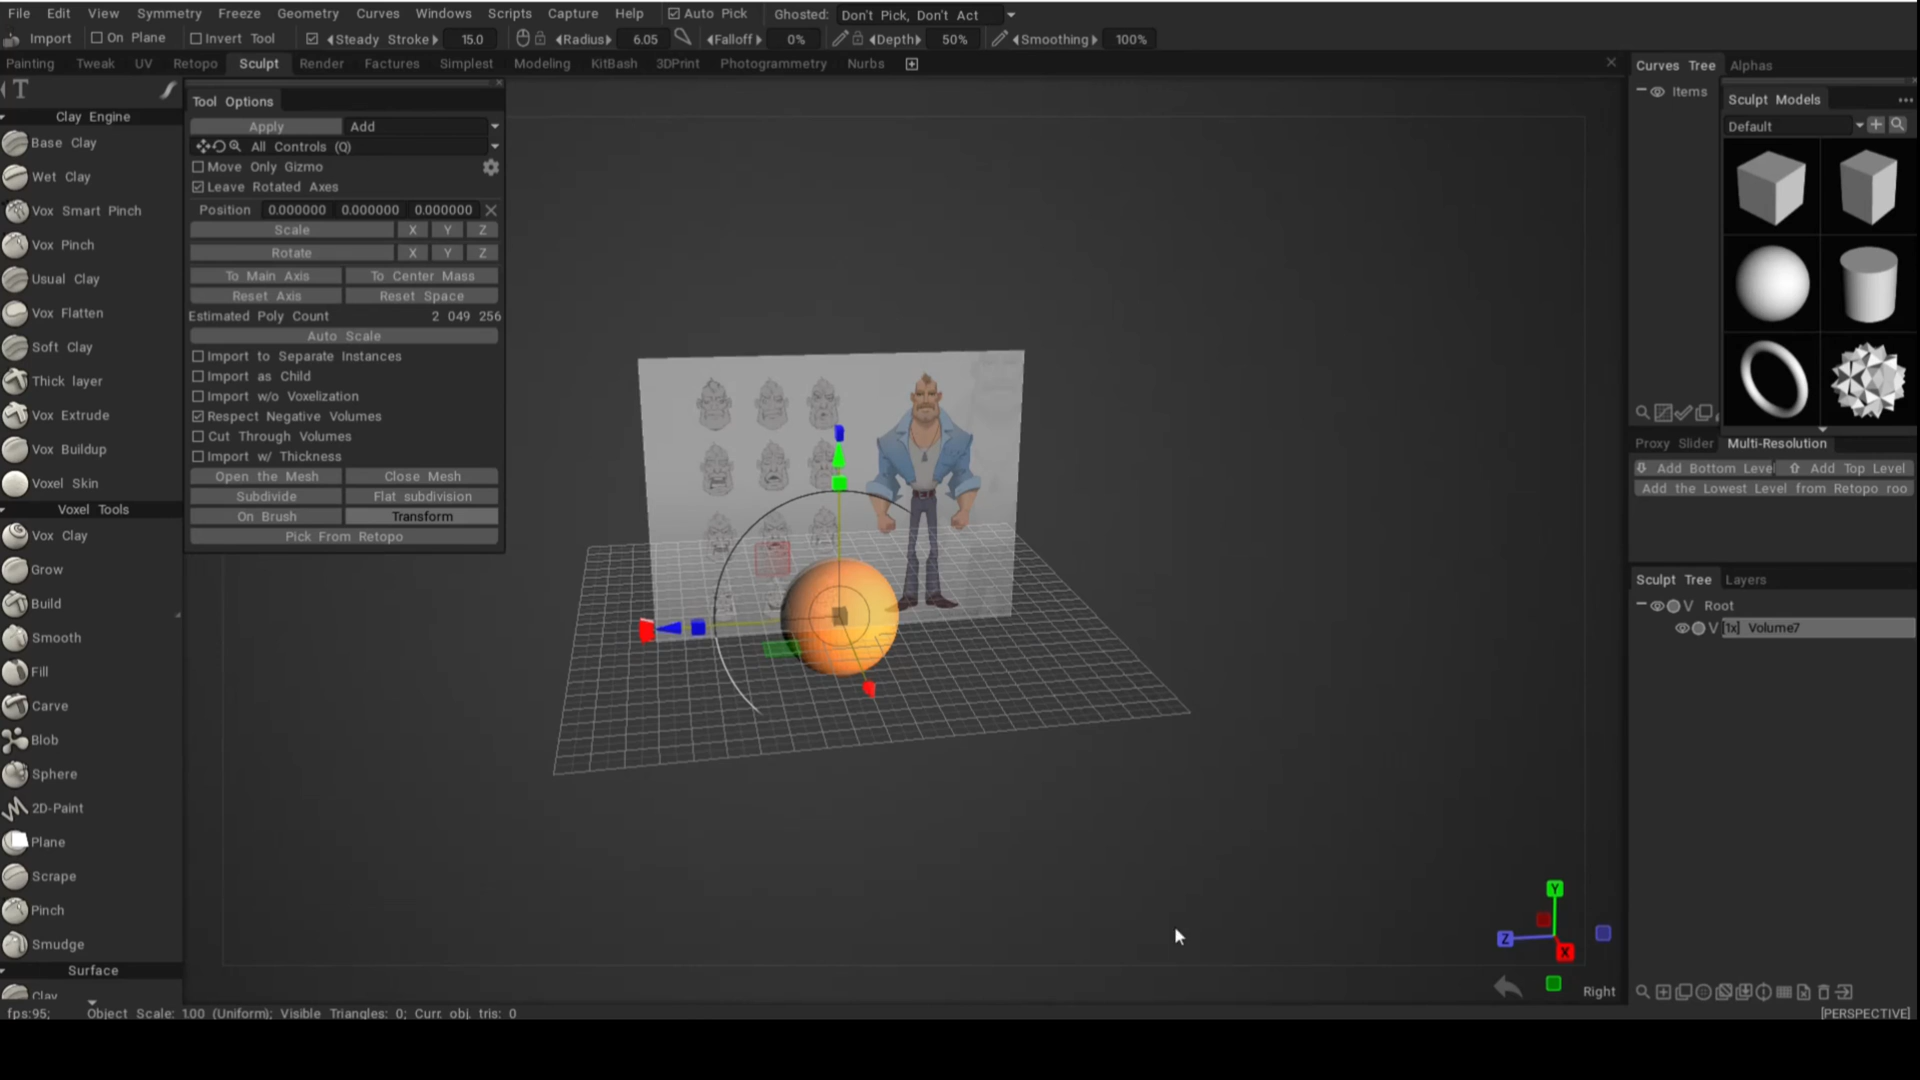 File Edit View Symmetry Freeze Geometry Curves Windows Scripts Capture Help Auto Pick Ghosted: Don't Pick, Don't Act
Import On Plane Invert Tool Steady Stroke 15.0 Radius 6.05 Falloff 0% Depth 50% Smoothing 100%
Painting Tweak UV Retopo Sculpt Render Factures Simplest Modeling KitBash 3DPrint Photogrammetry Nurbs
T
Clay Engine
Base Clay
Wet Clay
Vox Smart Pinch
Vox Pinch
Usual Clay
Vox Flatten
Soft Clay
Thick layer
Vox Extrude
Vox Buildup
Voxel Skin
Voxel Tools
Vox Clay
Grow
Build
Smooth
Fill
Carve
Blob
Sphere
2D-Paint
Plane
Scrape
Pinch
Smudge
Surface
Clay
Tool Options
Apply Add
All Controls (Q)
Move Only Gizmo
Leave Rotated Axes
Position 0.000000 0.000000 0.000000
Scale X Y Z
Rotate X Y Z
To Main Axis To Center Mass
Reset Axis Reset Space
Estimated Poly Count 2 049 256
Auto Scale
Import to Separate Instances
Import as Child
Import w/o Voxelization
Respect Negative Volumes
Cut Through Volumes
Import w/ Thickness
Open the Mesh Close Mesh
Subdivide Flat subdivision
On Brush Transform
Pick From Retopo
Curves Tree Alphas
Items
Sculpt Models
Default
Proxy Slider Multi-Resolution
Add Bottom Level Add Top Level
Add the Lowest Level from Retopo roo
Sculpt Tree Layers
V Root
V [1x] Volume7
Y
Z
X
Right
fps:95; Object Scale: 1.00 (Uniform); Visible Triangles: 0; Curr. obj. tris: 0
[PERSPECTIVE]